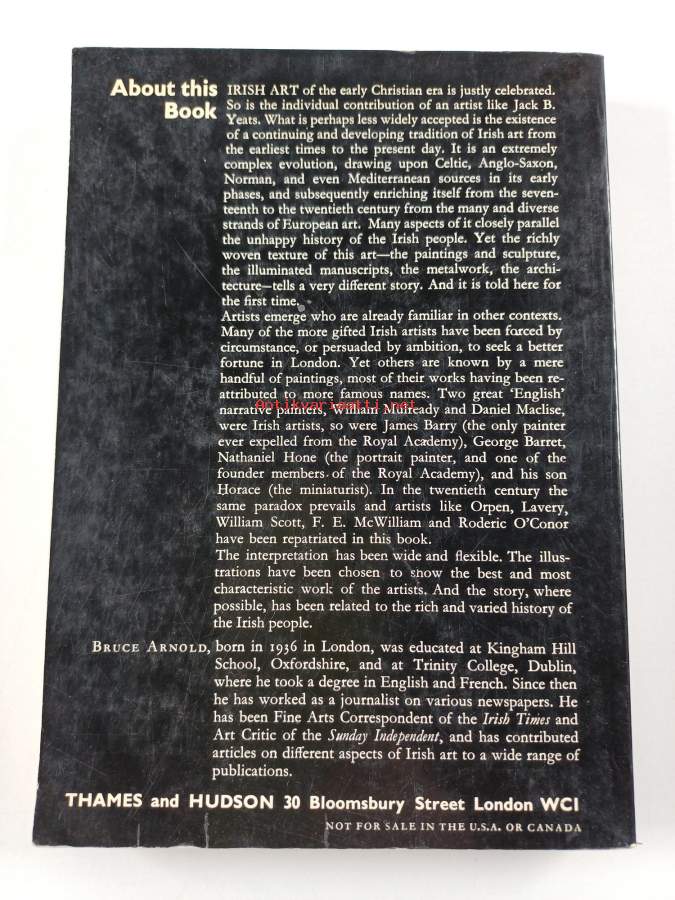 About this
Book
IRISH ART of the early Christian era is justly celebrated.
So is the individual contribution of an artist like Jack B.
Yeats. What is perhaps less widely accepted is the existence
of a continuing and developing tradition of Irish art from
the earliest times to the present day. It is an extremely
complex evolution, drawing upon Celtic, Anglo-Saxon,
Norman, and even Mediterranean sources in its early
phases, and subsequently enriching itself from the seven-
teenth to the twentieth century from the many and diverse
strands of European art. Many aspects of it closely parallel
the unhappy history of the Irish people. Yet the richly
woven texture of this art—the paintings and sculpture,
the illuminated manuscripts, the metalwork, the archi-
tecture—tells a very different story. And it is told here for
the first time.
Artists emerge who are already familiar in other contexts.
Many of the more gifted Irish artists have been forced by
circumstance, or persuaded by ambition, to seek a better
fortune in London. Yet others are known by a mere
handful of paintings, most of their works having been re-
attributed to more famous names. Two great 'English'
Antikvariaatti.net
narrative painters, William Mulready and Daniel Maclise,
were Irish artists, so were James Barry (the only painter
ever expelled from the Royal Academy), George Barret,
Nathaniel Hone (the portrait painter, and one of the
founder members of the Royal Academy), and his son
Horace (the miniaturist). In the twentieth century the
same paradox prevails and artists like Orpen, Lavery,
William Scott, F. E. McWilliam and Roderic O'Conor
have been repatriated in this book.
The interpretation has been wide and flexible. The illus-
trations have been chosen to show the best and most
characteristic work of the artists. And the story, where
possible, has been related to the rich and varied history of
the Irish people.
BRUCE ARNOLD, born in 1936 in London, was educated at Kingham Hill
School, Oxfordshire, and at Trinity College, Dublin,
where he took a degree in English and French. Since then
he has worked as a journalist on various newspapers. He
has been Fine Arts Correspondent of the Irish Times and
Art Critic of the Sunday Independent, and has contributed
articles on different aspects of Irish art to a wide range of
publications.
THAMES and HUDSON 30 Bloomsbury Street London WC1
NOT FOR SALE IN THE U.S.A. OR CANADA